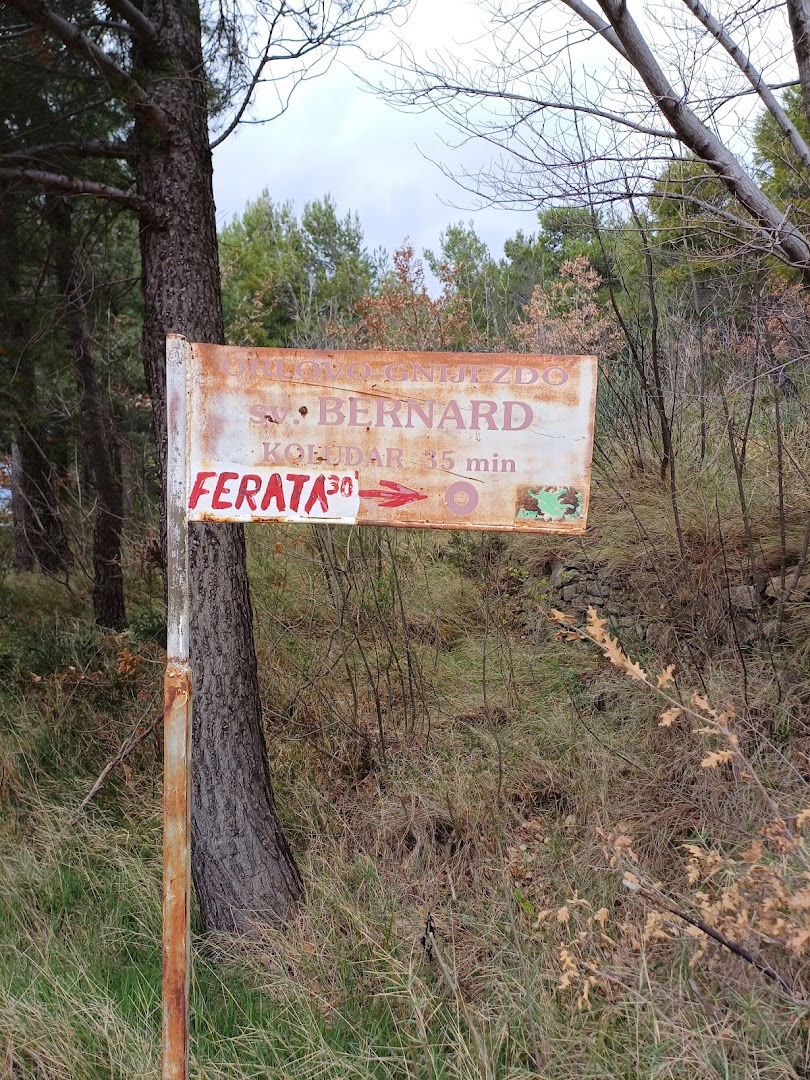 ORLOVO GNIJEZDO
sv. BERNARD
KOLUDAR 35 min
FERATA 30'